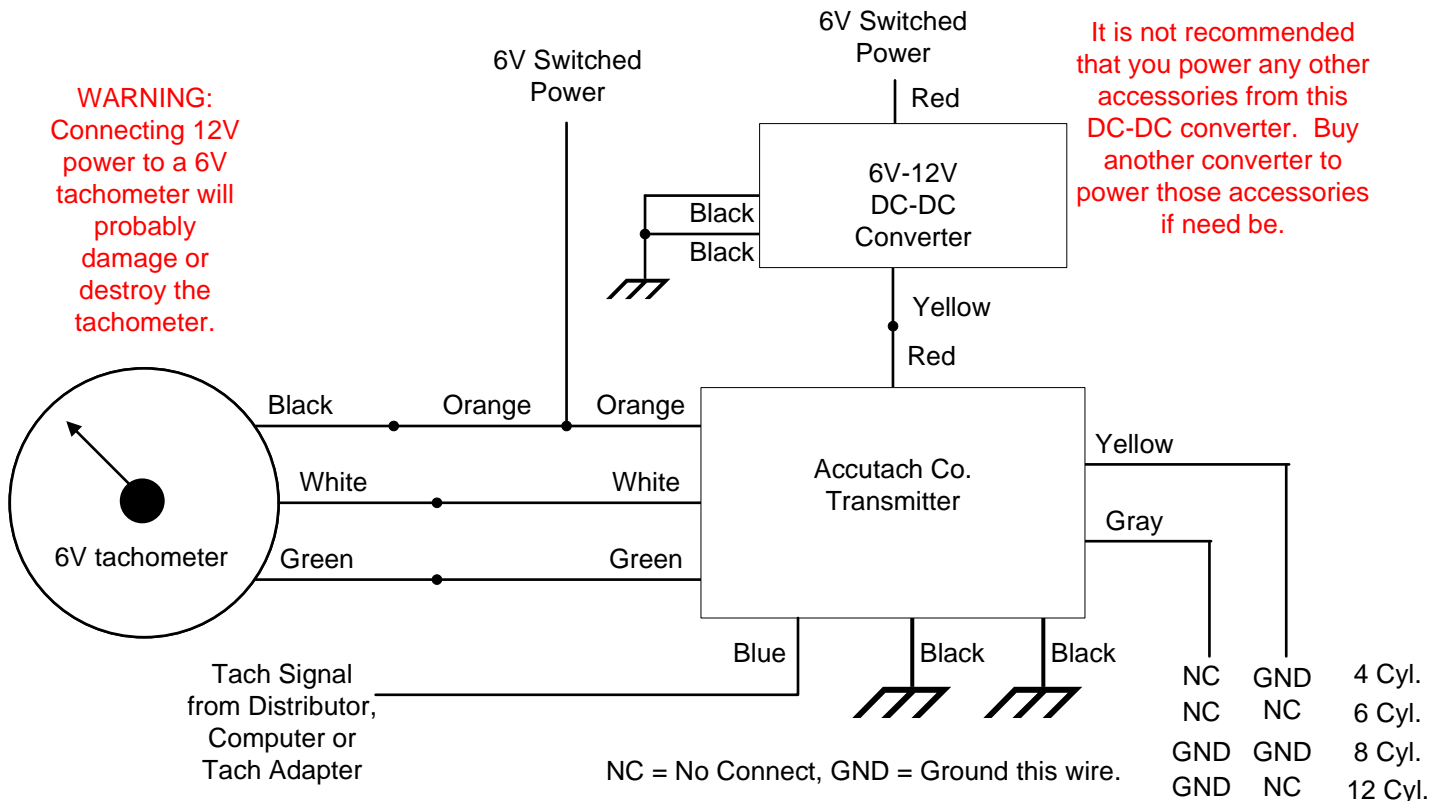 6V Switched
Power
6V Switched
Power
It is not recommended
that you power any other
accessories from this
DC-DC converter.  Buy
another converter to
power those accessories
if need be.
WARNING:
Connecting 12V
power to a 6V
tachometer will
probably
damage or
destroy the
tachometer.
Red
6V-12V
DC-DC
Converter
Black
Black
Yellow
Red
Black
Orange
Orange
White
White
Green
Green
6V tachometer
Accutach Co.
Transmitter
Yellow
Gray
Blue
Black
Black
Tach Signal
from Distributor,
Computer or
Tach Adapter
NC GND 4 Cyl.
NC NC 6 Cyl.
GND GND 8 Cyl.
GND NC 12 Cyl.
NC = No Connect, GND = Ground this wire.